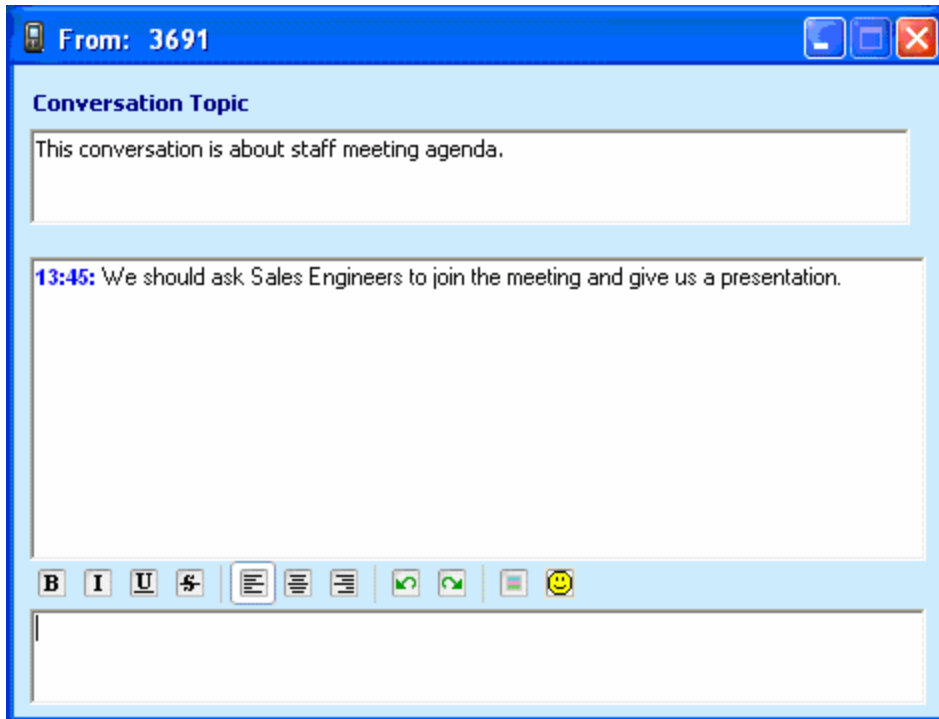 From: 3691
Conversation Topic
This conversation is about staff meeting agenda.
13:45: We should ask Sales Engineers to join the meeting and give us a presentation.
B I U S